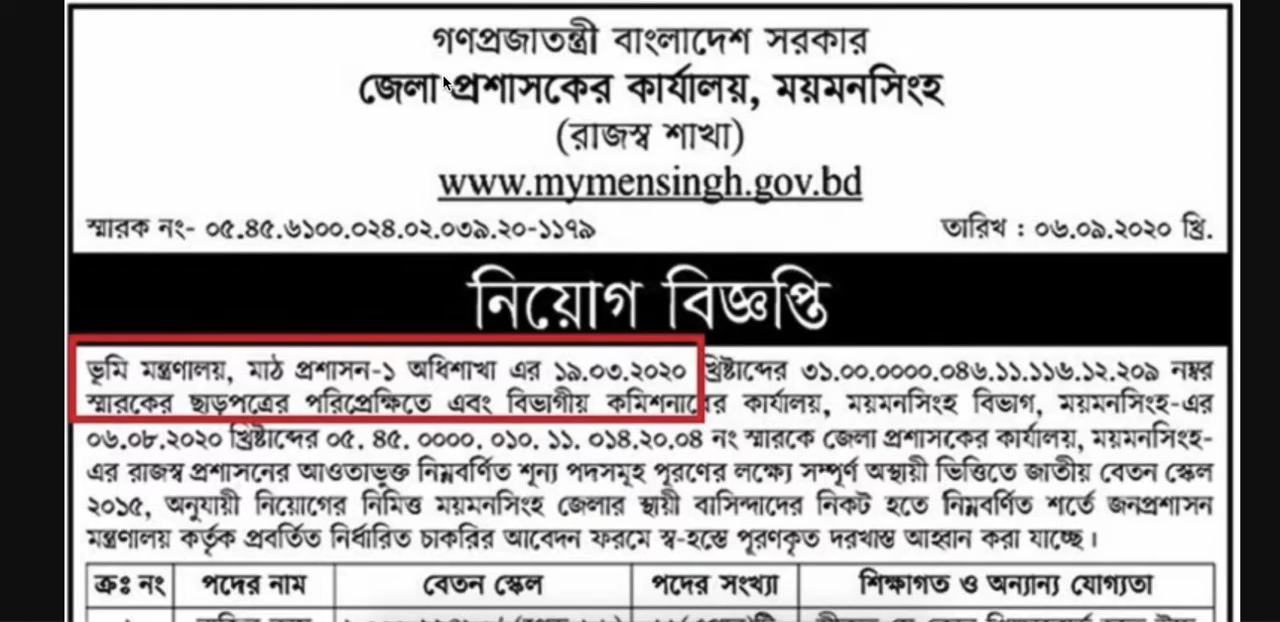 গণপ্রজাতন্ত্রী বাংলাদেশ সরকার
জেলা প্রশাসকের কার্যালয়, ময়মনসিংহ
(রাজস্ব শাখা)
www.mymensingh.gov.bd
স্মারক নং- ০৫.৪৫.৬১০০.০২৪.০২.০৩৯.২০-১১৭৯ তারিখ : ০৬.০৯.২০২০ খ্রি.
নিয়োগ বিজ্ঞপ্তি
ভূমি মন্ত্রণালয়, মাঠ প্রশাসন-১ অধিশাখা এর ১৯.০৩.২০২০ খ্রিষ্টাব্দের ৩১.০০.০০০০.০৪৬.১১.১১৬.১২.২০৯ নম্বর
স্মারকের ছাড়পত্রের পরিপ্রেক্ষিতে এবং বিভাগীয় কমিশনারের কার্যালয়, ময়মনসিংহ বিভাগ, ময়মনসিংহ-এর
০৬.০৮.২০২০ খ্রিষ্টাব্দের ০৫. ৪৫. ০০০০. ০১০. ১১. ০১৪.২০.০৪ নং স্মারকে জেলা প্রশাসকের কার্যালয়, ময়মনসিংহ-
এর রাজস্ব প্রশাসনের আওতাভুক্ত নিম্নবর্ণিত শূন্য পদসমূহ পূরণের লক্ষ্যে সম্পূর্ণ অস্থায়ী ভিত্তিতে জাতীয় বেতন স্কেল
২০১৫, অনুযায়ী নিয়োগের নিমিত্ত ময়মনসিংহ জেলার স্থায়ী বাসিন্দাদের নিকট হতে নিম্নবর্ণিত শর্তে জনপ্রশাসন
মন্ত্রণালয় কর্তৃক প্রবর্তিত নির্ধারিত চাকরির আবেদন ফরমে স্ব-হস্তে পূরণকৃত দরখাস্ত আহ্বান করা যাচ্ছে।
ক্রঃ নং পদের নাম বেতন স্কেল পদের সংখ্যা শিক্ষাগত ও অন্যান্য যোগ্যতা